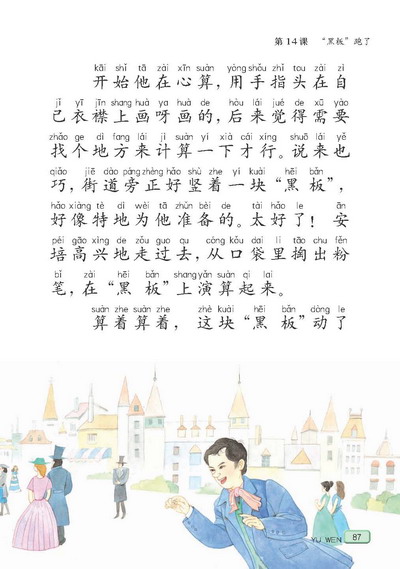 第14课 “黑板”跑了
kāi shǐ tā zài xīn suàn yòng shǒu zhǐ tou zài zì
开始他在心算，用手指头在自
jǐ yī jīn shang huà ya huà de hòu lái jué de xū yào
己衣襟上画呀画的，后来觉得需要
zhǎo ge dì fang lái jì suàn yí xià cái xíng shuō lái yě
找个地方来计算一下才行。说来也
qiǎo jiē dào páng zhèng hǎo shù zhe yí kuài hēi bǎn
巧，街道旁正好竖着一块“黑板”，
hǎo xiàng tè dì wèi tā zhǔn bèi de tài hǎo le ān
好像特地为他准备的。太好了！安
péi gāo xìng de zǒu guo qu cóng kǒu dai li tāo chu fěn
培高兴地走过去，从口袋里掏出粉
bǐ zài hēi bǎn shang yǎn suàn qi lai
笔，在“黑板”上演算起来。
suàn zhe suàn zhe zhè kuài hēi bǎn dòng le
算着算着，这块“黑板”动了
YU WEN 87